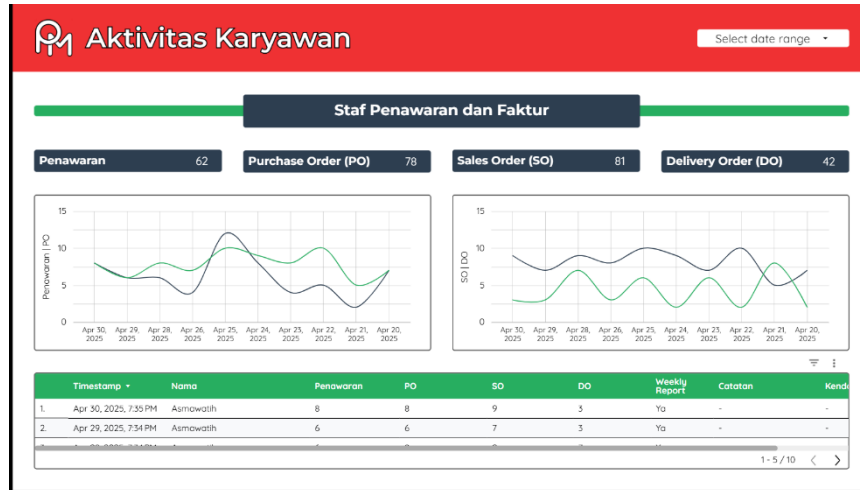 PM Aktivitas Karyawan
Select date range
Staf Penawaran dan Faktur
Penawaran 62
Purchase Order (PO) 78
Sales Order (SO) 81
Delivery Order (DO) 42
Penawaran | PO
15
10
5
0
Apr 30, 2025
Apr 29, 2025
Apr 28, 2025
Apr 26, 2025
Apr 25, 2025
Apr 24, 2025
Apr 23, 2025
Apr 22, 2025
Apr 21, 2025
Apr 20, 2025
SO | DO
15
10
5
0
Apr 30, 2025
Apr 29, 2025
Apr 28, 2025
Apr 26, 2025
Apr 25, 2025
Apr 24, 2025
Apr 23, 2025
Apr 22, 2025
Apr 21, 2025
Apr 20, 2025
Timestamp Nama Penawaran PO SO DO Weekly Report Catatan Kend
1. Apr 30, 2025, 7:35 PM Asmawatih 8 8 9 3 Ya - -
2. Apr 29, 2025, 7:34 PM Asmawatih 6 6 7 3 Ya - -
1 - 5 / 10